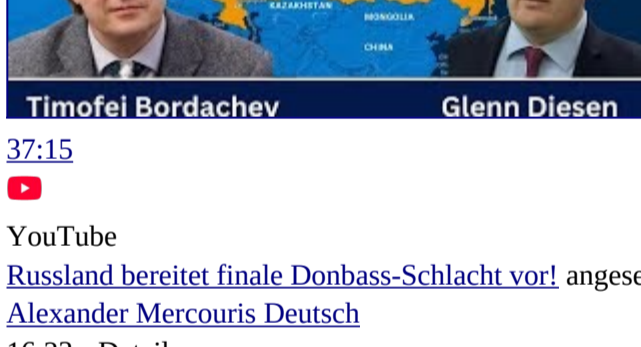 KAZAKHSTAN
MONGOLIA
CHINA
Timofei Bordachev Glenn Diesen
37:15
YouTube
Russland bereitet finale Donbass-Schlacht vor! angese
Alexander Mercouris Deutsch